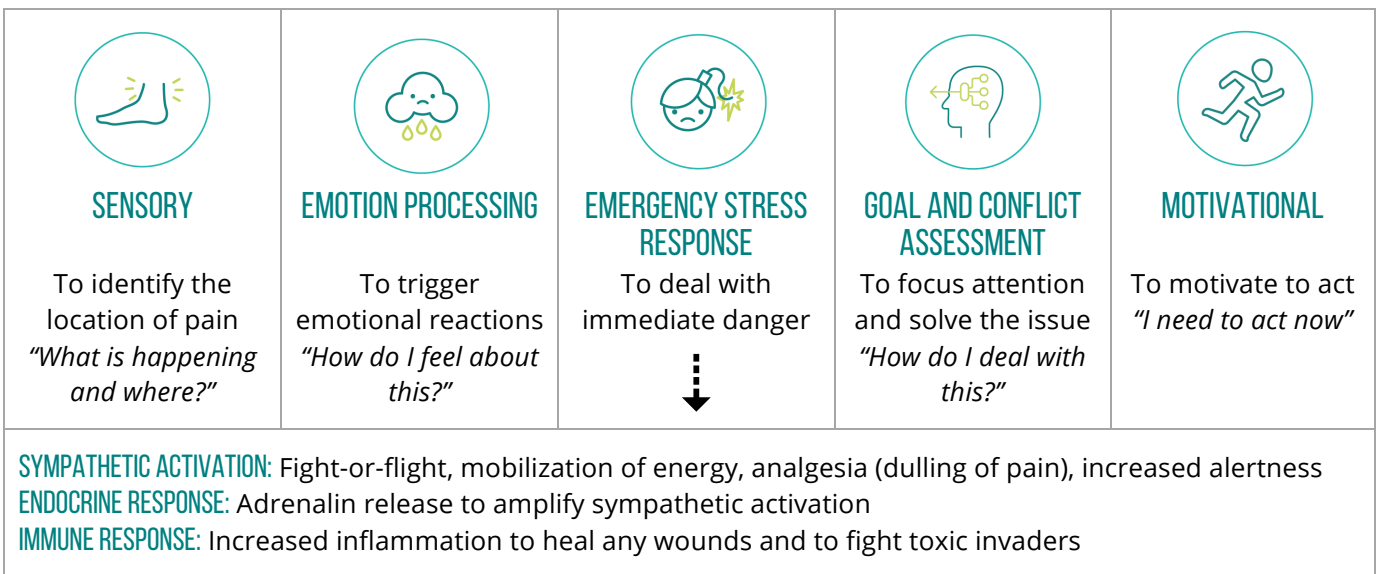 SENSORY
To identify the
location of pain
“What is happening
and where?”
EMOTION PROCESSING
To trigger
emotional reactions
“How do I feel about
this?”
EMERGENCY STRESS
RESPONSE
To deal with
immediate danger
GOAL AND CONFLICT
ASSESSMENT
To focus attention
and solve the issue
“How do I deal with
this?”
MOTIVATIONAL
To motivate to act
“I need to act now”
SYMPATHETIC ACTIVATION: Fight-or-flight, mobilization of energy, analgesia (dulling of pain), increased alertness
ENDOCRINE RESPONSE: Adrenalin release to amplify sympathetic activation
IMMUNE RESPONSE: Increased inflammation to heal any wounds and to fight toxic invaders